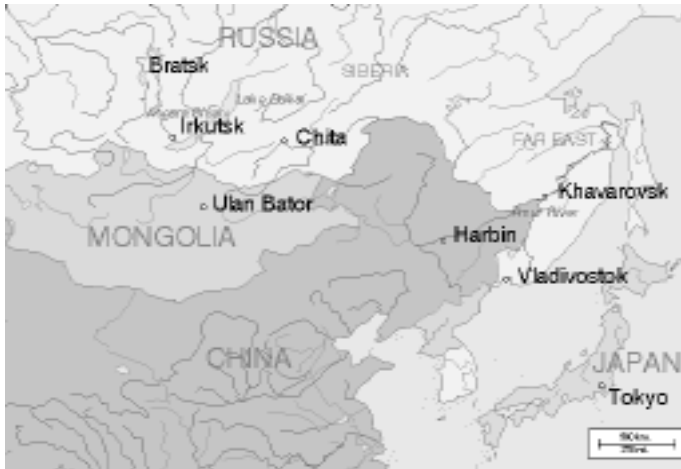 RUSSIA
Bratsk
SIBERIA
Lake Baikal
Irkutsk
Chita
FAR EAST
Khavarovsk
Ulan Bator
Amur River
MONGOLIA
Harbin
Vladivostok
CHINA
JAPAN
Tokyo